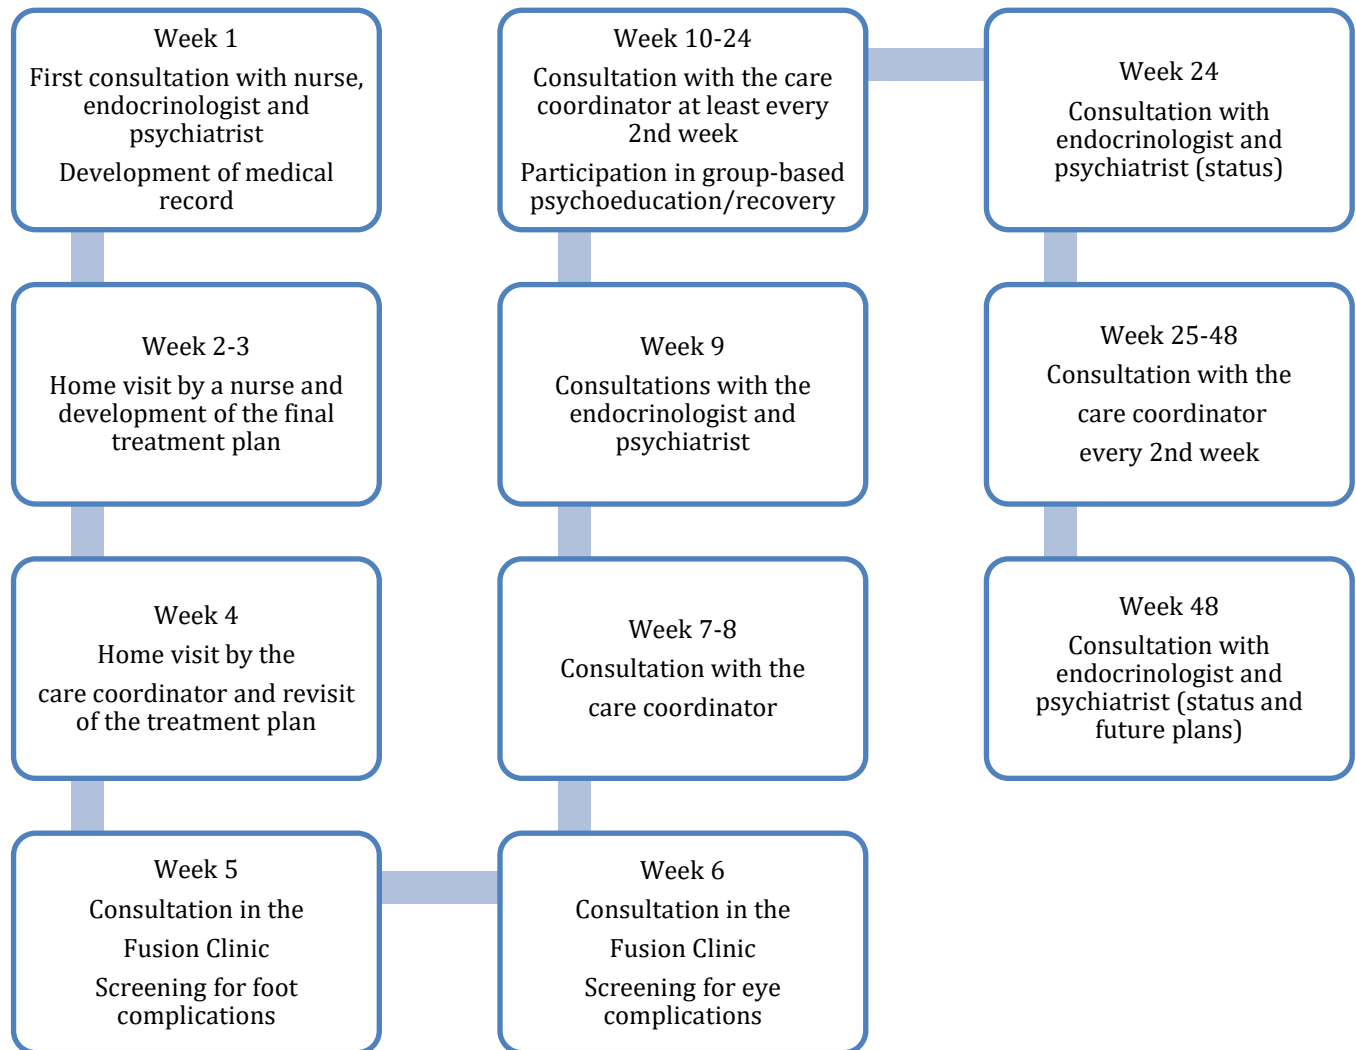 Week 1
First consultation with nurse,
endocrinologist and
psychiatrist
Development of medical
record
Week 2-3
Home visit by a nurse and
development of the final
treatment plan
Week 4
Home visit by the
care coordinator and revisit
of the treatment plan
Week 5
Consultation in the
Fusion Clinic
Screening for foot
complications
Week 6
Consultation in the
Fusion Clinic
Screening for eye
complications
Week 7-8
Consultation with the
care coordinator
Week 9
Consultations with the
endocrinologist and
psychiatrist
Week 10-24
Consultation with the care
coordinator at least every
2nd week
Participation in group-based
psychoeducation/recovery
Week 24
Consultation with
endocrinologist and
psychiatrist (status)
Week 25-48
Consultation with the
care coordinator
every 2nd week
Week 48
Consultation with
endocrinologist and
psychiatrist (status and
future plans)